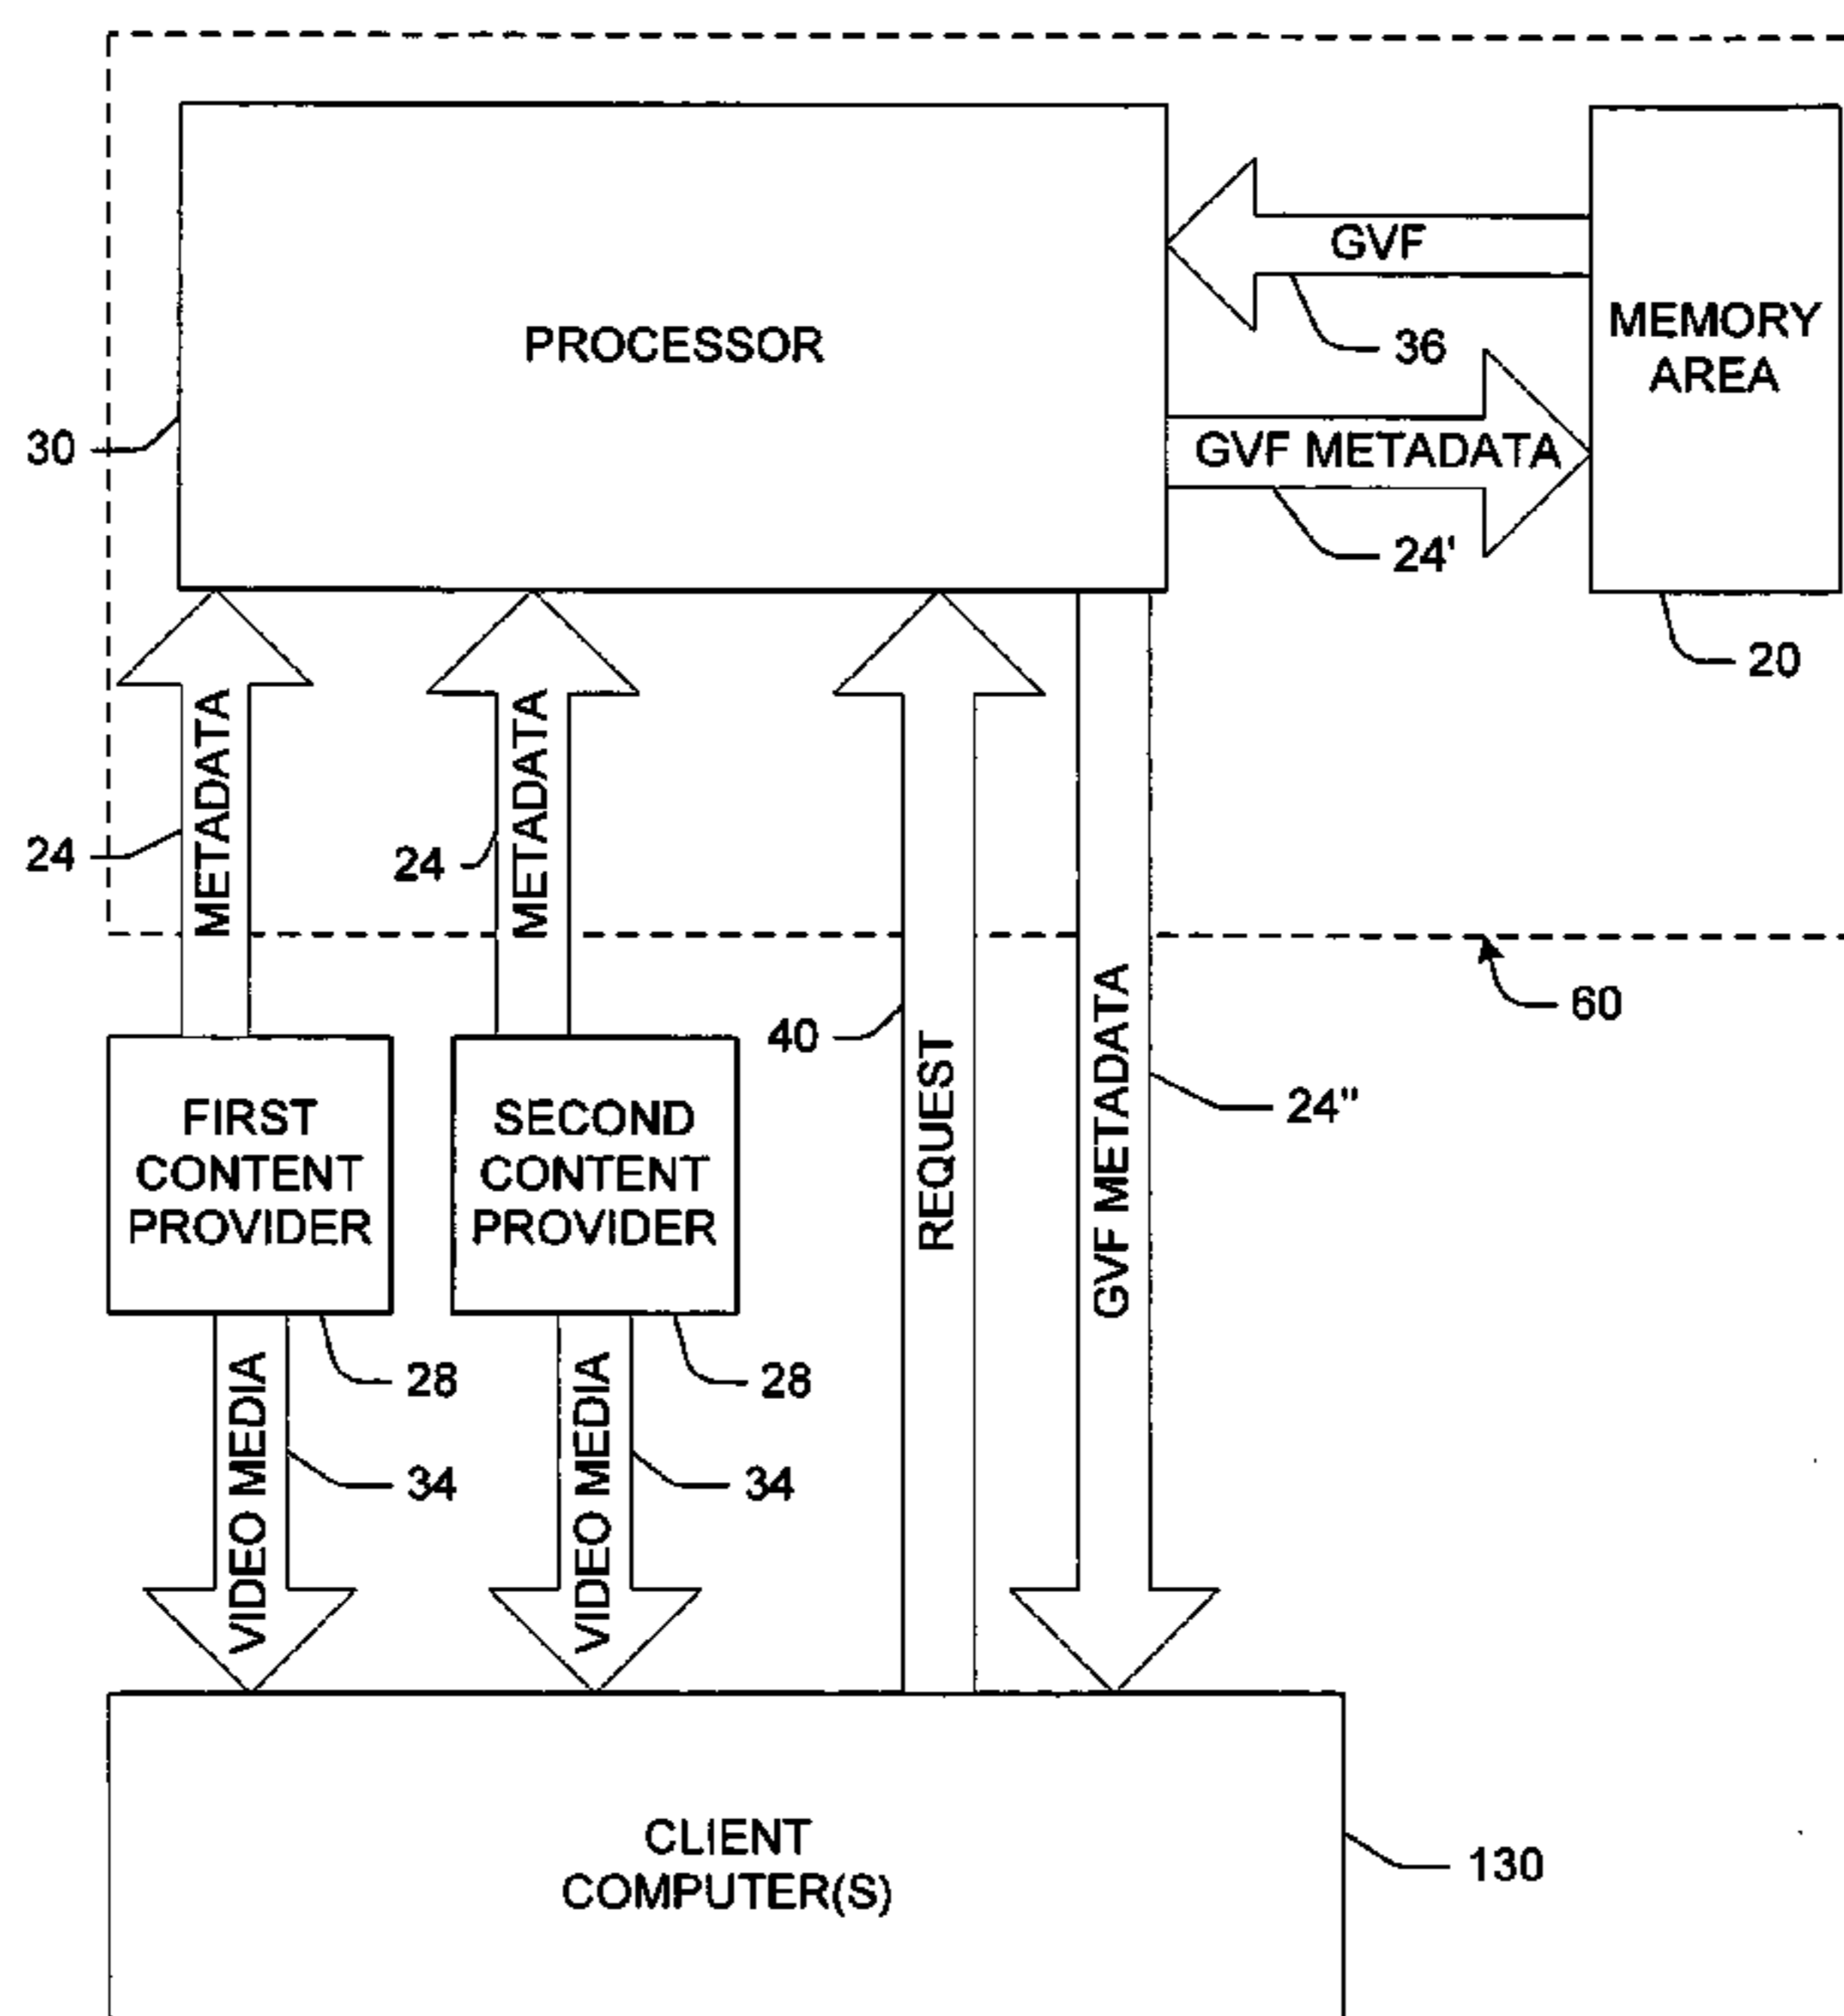 PROCESSOR
GVF
36
MEMORY
AREA
30
GVF METADATA
24'
20
METADATA
24
METADATA
24
60
40
REQUEST
GVF METADATA
24"
FIRST
CONTENT
PROVIDER
SECOND
CONTENT
PROVIDER
28
28
VIDEO MEDIA
34
VIDEO MEDIA
34
CLIENT
COMPUTER(S)
130